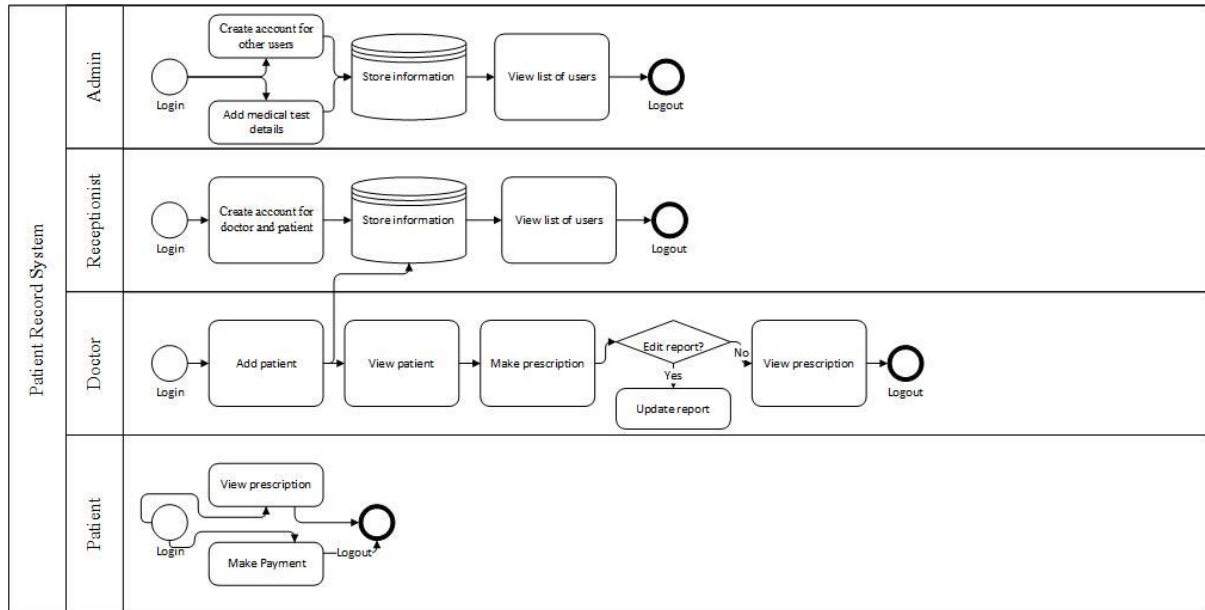 Patient Record System
Admin
Login
Create account for
other users
Add medical test
details
Store information
View list of users
Logout
Receptionist
Login
Create account for
doctor and patient
Store information
View list of users
Logout
Doctor
Login
Add patient
View patient
Make prescription
Edit report?
No
Yes
Update report
View prescription
Logout
Patient
Login
View prescription
Make Payment
Logout